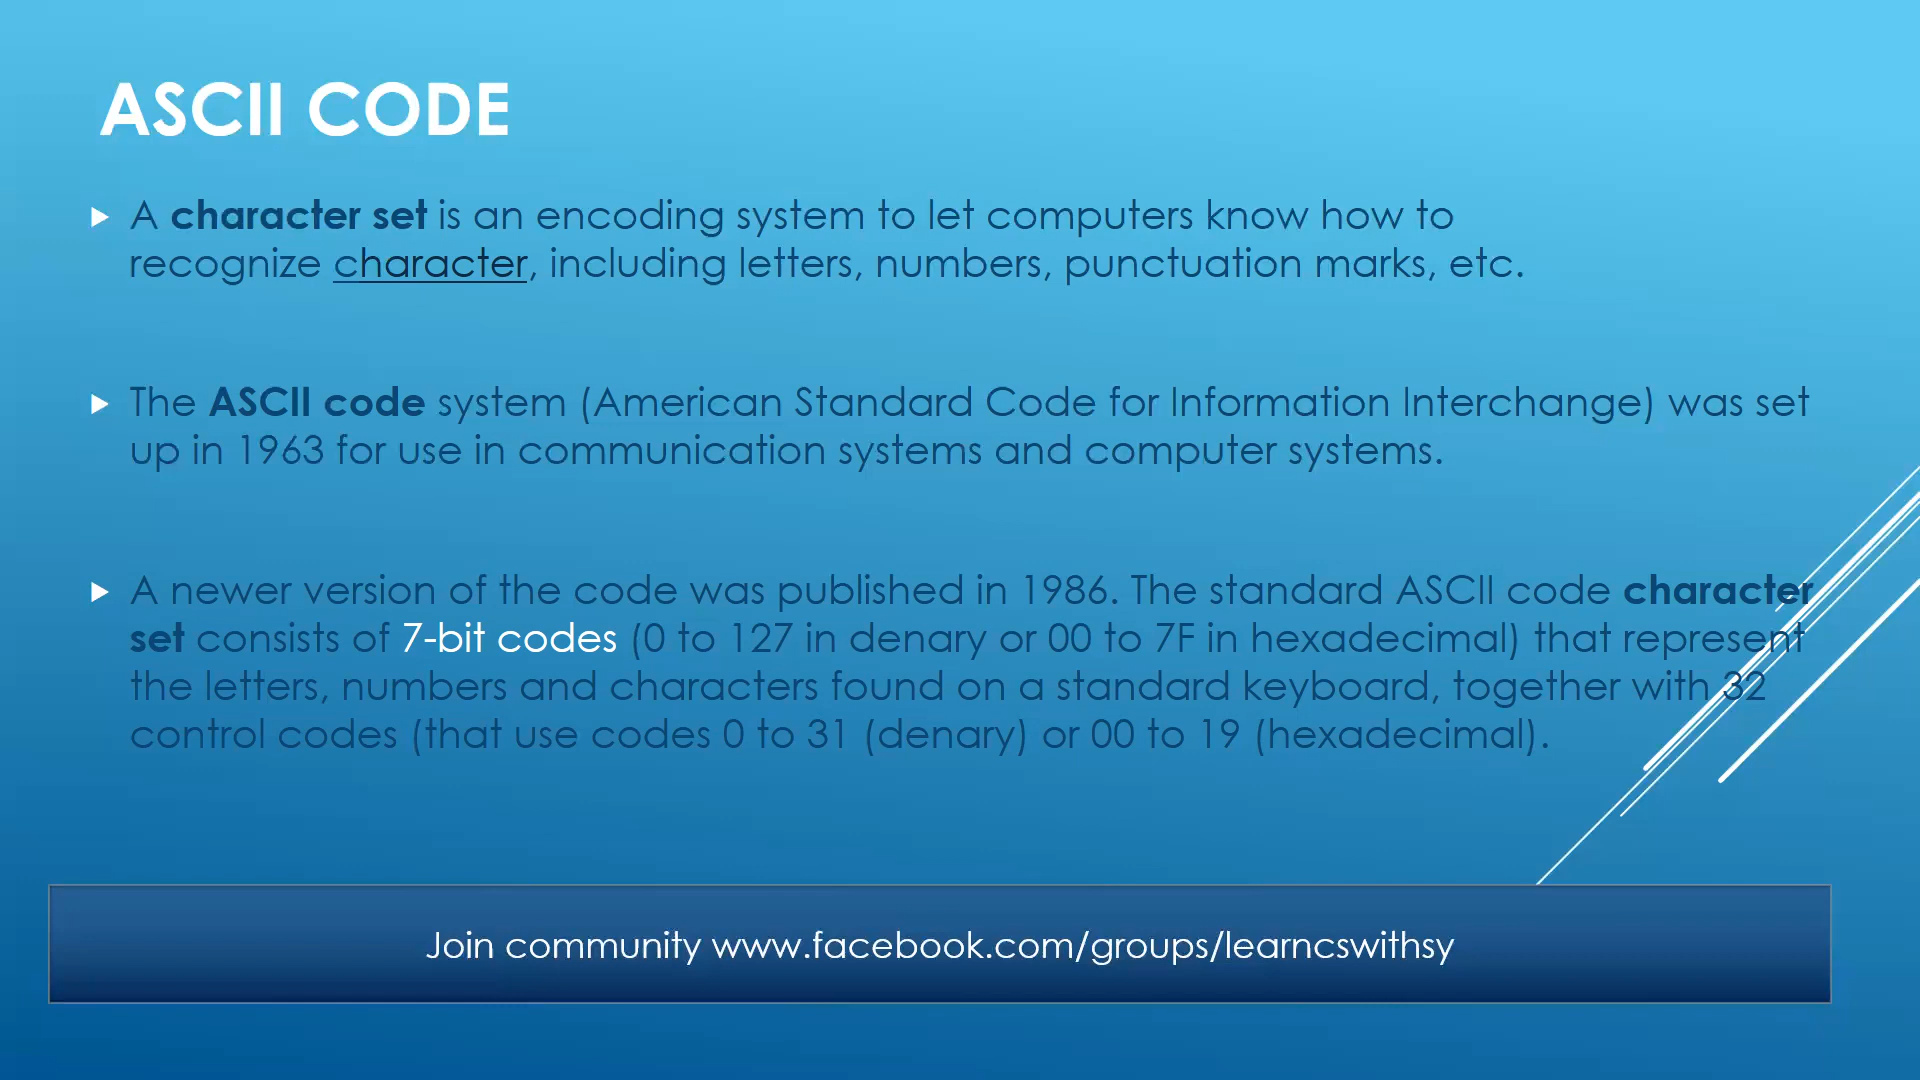 ASCII CODE
A character set is an encoding system to let computers know how to
recognize character, including letters, numbers, punctuation marks, etc.
The ASCII code system (American Standard Code for Information Interchange) was set
up in 1963 for use in communication systems and computer systems.
A newer version of the code was published in 1986. The standard ASCII code character
set consists of 7-bit codes (0 to 127 in denary or 00 to 7F in hexadecimal) that represent
the letters, numbers and characters found on a standard keyboard, together with 32
control codes (that use codes 0 to 31 (denary) or 00 to 19 (hexadecimal).
Join community www.facebook.com/groups/learncswithsy